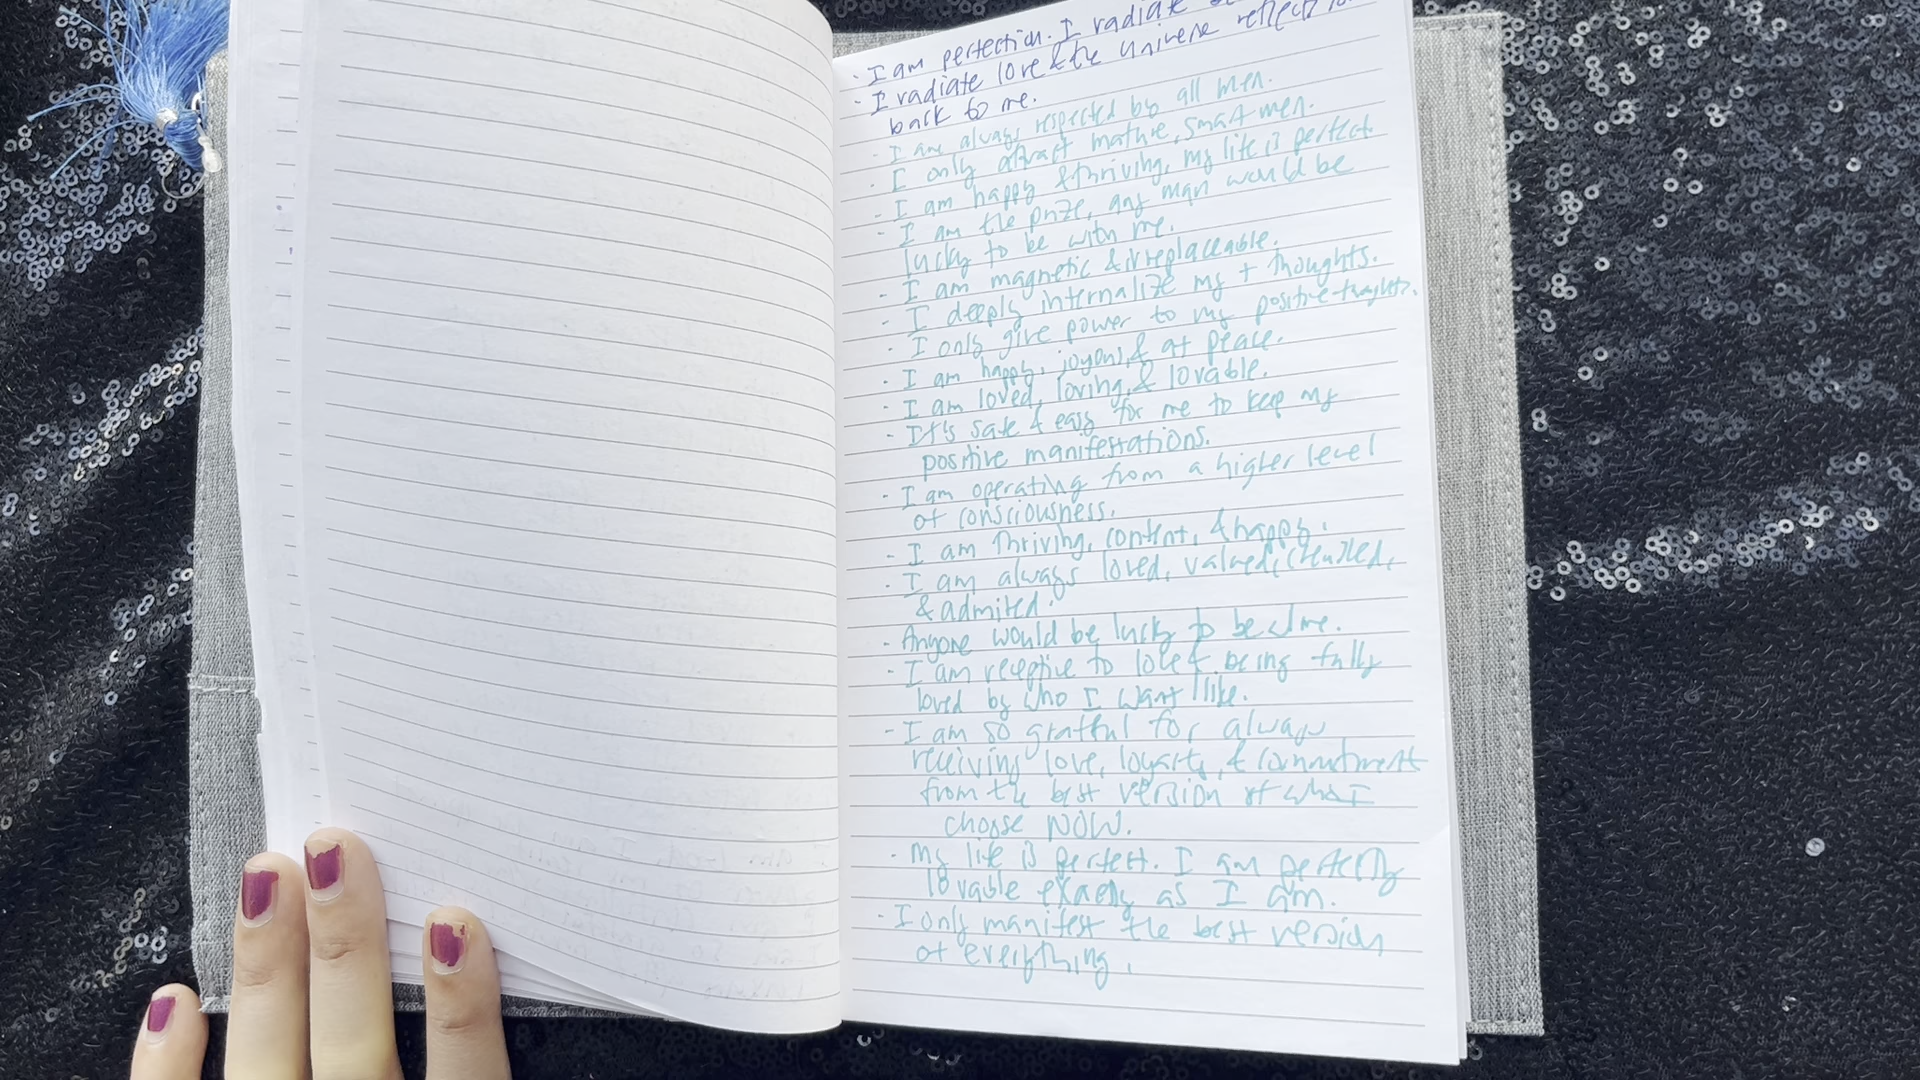 · I am perfection. I radiate
· I radiate love & the universe reflects
back to me.
- I am always respected by all men.
· I only attract mature, smart men.
- I am happy & thriving, my life is perfect
- I am the prize, any man would be
lucky to be with me.
- I am magnetic & irreplaceable.
- I deeply internalize my + thoughts.
- I only give power to my positive thoughts.
- I am happy, joyous, & at peace.
- I am loved, loving, & lovable.
- It's safe & easy for me to keep my
positive manifestations.
- I am operating from a higher level
of consciousness.
- I am thriving, content, & happy.
- I am always loved, valued, cherished,
& admired.
- Anyone would be lucky to be w/ me.
- I am receptive to love & being fully
loved by who I want / like.
- I am so grateful for always
receiving love, loyalty, & commitment
from the best version of who I
choose NOW.
- My life is perfect. I am perfectly
lovable exactly as I am.
- I only manifest the best version
of everything.